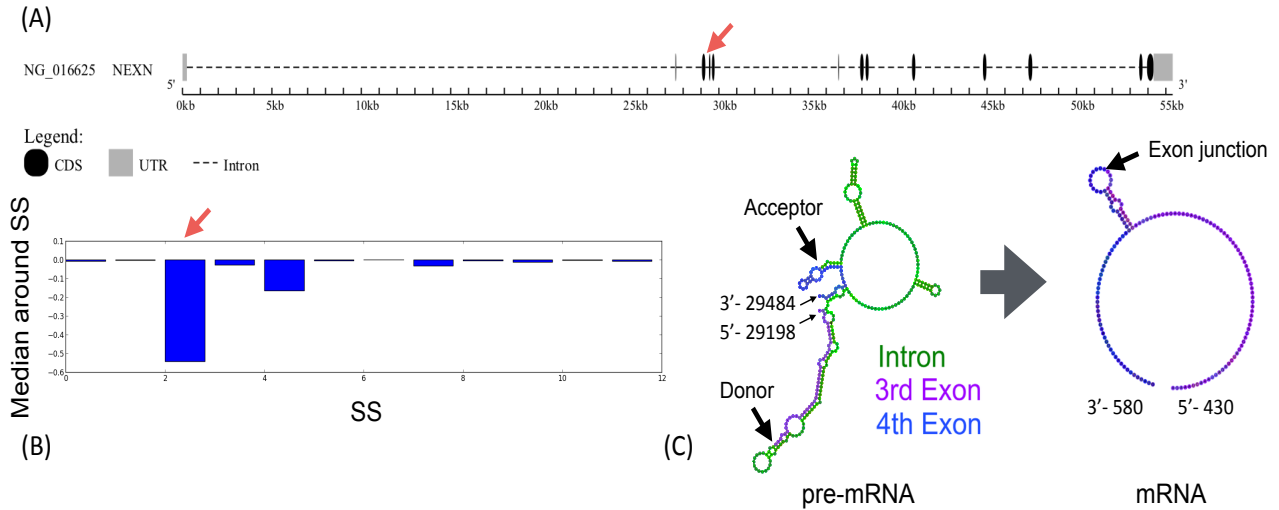 (A)
NG_016625 NEXN
5' 3'
0kb 5kb 10kb 15kb 20kb 25kb 30kb 35kb 40kb 45kb 50kb 55kb
Legend:
CDS UTR Intron
Median around SS
0.1
0.0
-0.1
-0.2
-0.3
-0.4
-0.5
-0.6
0 2 4 6 8 10 12
SS
(B)
Acceptor
3'- 29484
5'- 29198
Donor
Intron
3rd Exon
4th Exon
(C)
pre-mRNA
Exon junction
3'- 580 5'- 430
mRNA